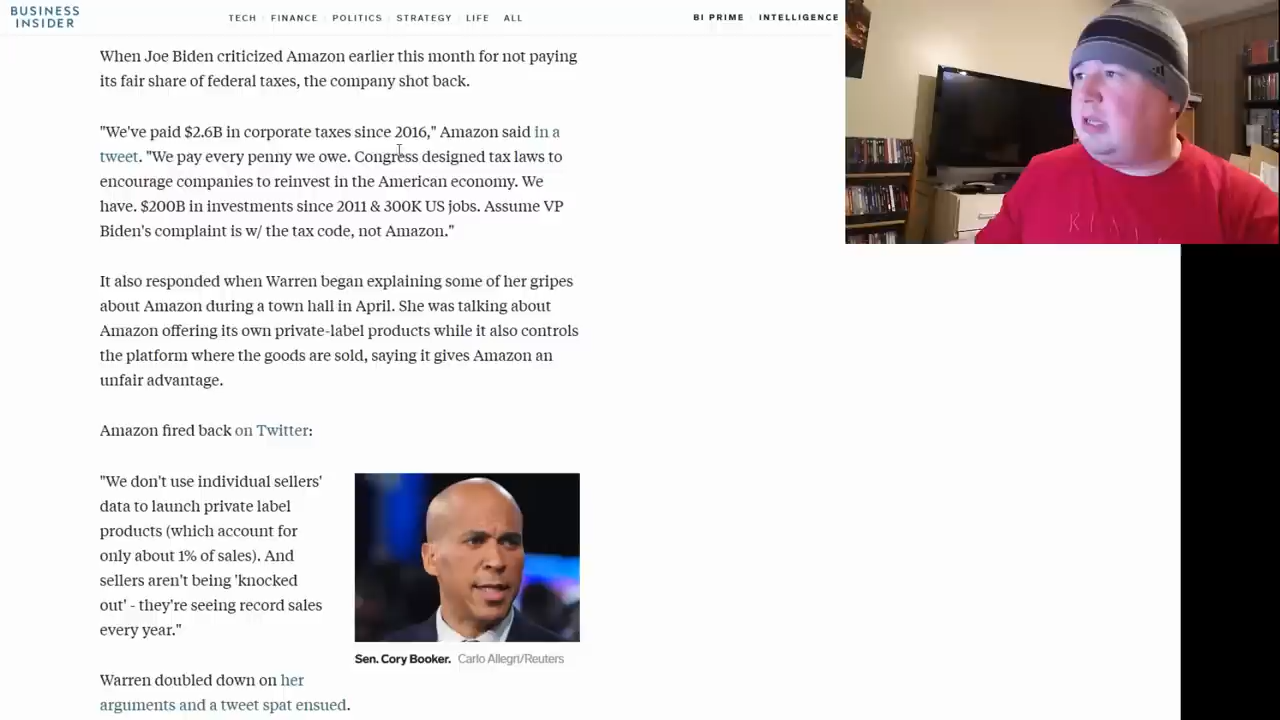 BUSINESS
INSIDER
TECH FINANCE POLITICS STRATEGY LIFE ALL
BI PRIME INTELLIGENCE
When Joe Biden criticized Amazon earlier this month for not paying
its fair share of federal taxes, the company shot back.
"We've paid $2.6B in corporate taxes since 2016," Amazon said in a
tweet. "We pay every penny we owe. Congress designed tax laws to
encourage companies to reinvest in the American economy. We
have. $200B in investments since 2011 & 300K US jobs. Assume VP
Biden's complaint is w/ the tax code, not Amazon."
It also responded when Warren began explaining some of her gripes
about Amazon during a town hall in April. She was talking about
Amazon offering its own private-label products while it also controls
the platform where the goods are sold, saying it gives Amazon an
unfair advantage.
Amazon fired back on Twitter:
"We don't use individual sellers'
data to launch private label
products (which account for
only about 1% of sales). And
sellers aren't being 'knocked
out' - they're seeing record sales
every year."
Sen. Cory Booker. Carlo Allegri/Reuters
Warren doubled down on her
arguments and a tweet spat ensued.